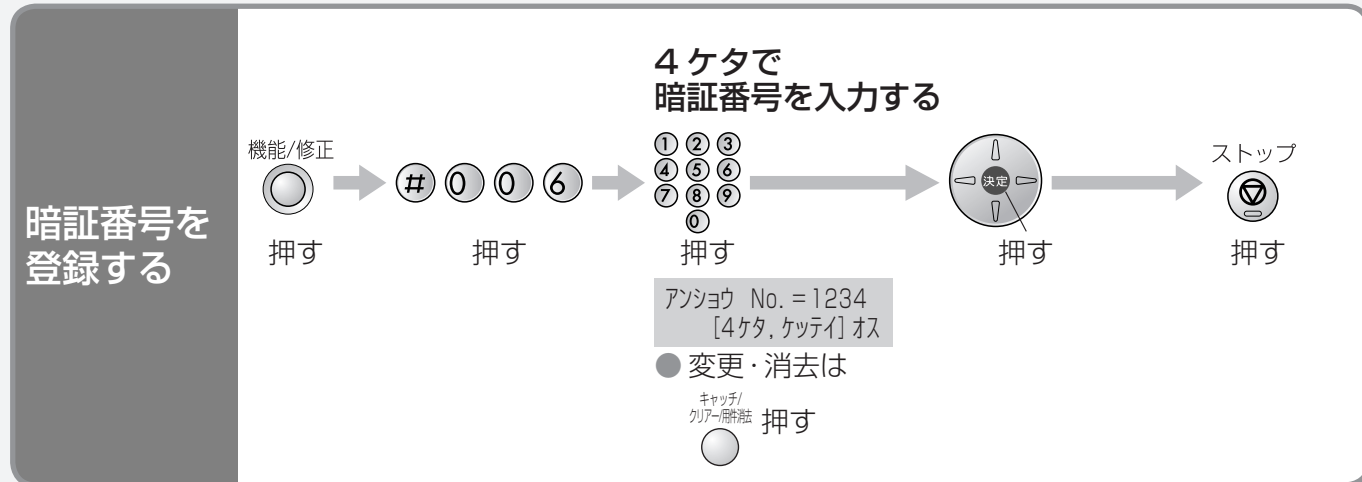 暗証番号を
登録する
機能/修正
押す
# 0 0 6
押す
4 ケタで
暗証番号を入力する
1 2 3
4 5 6
7 8 9
0
押す
アンショウ No. =1234
[4ケタ, ケッテイ] オス
● 変更・消去は
キャッチ/
クリアー/用件消去
押す
決定
押す
ストップ
押す